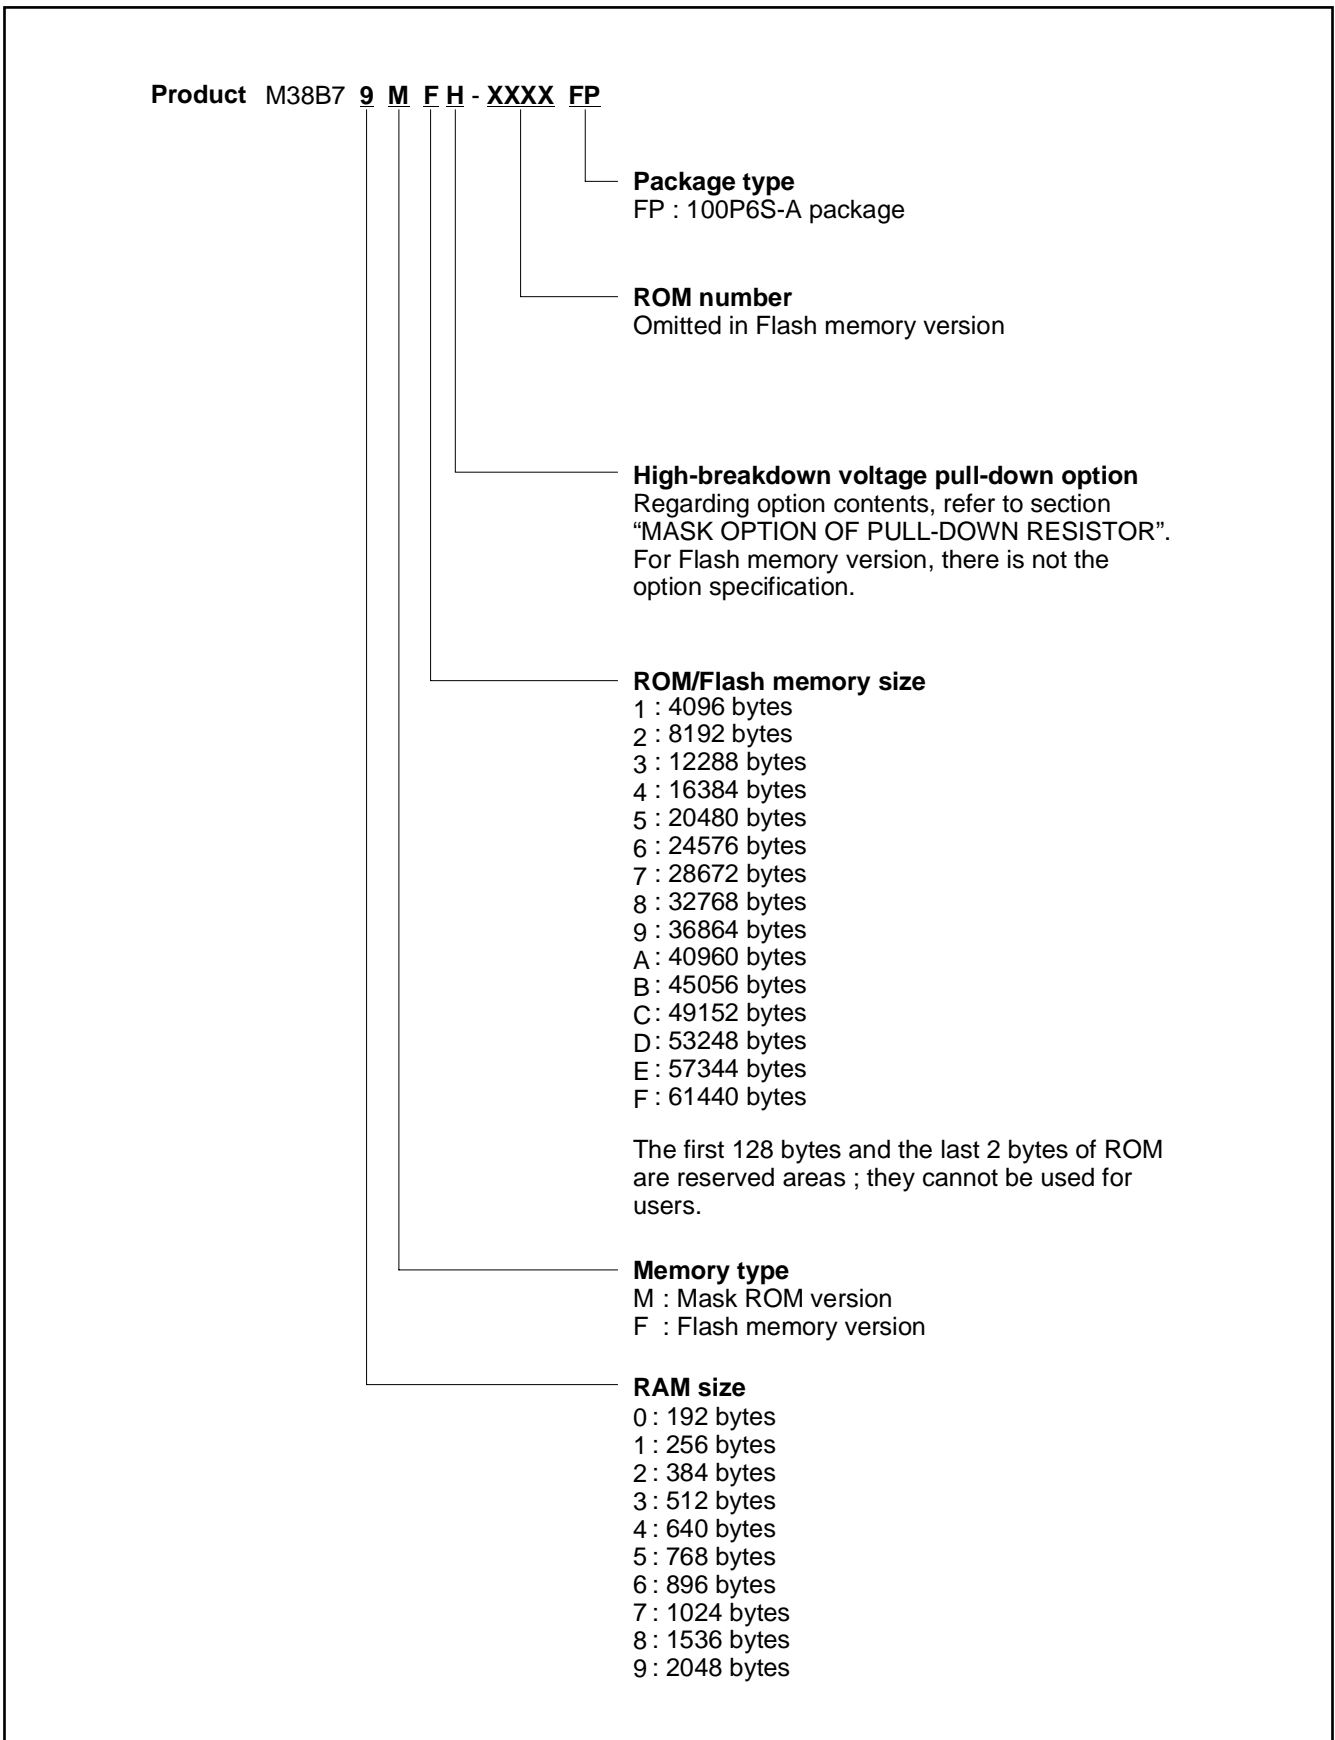 Product M38B7 9 M F H - XXXX FP
Package type
FP : 100P6S-A package
ROM number
Omitted in Flash memory version
High-breakdown voltage pull-down option
Regarding option contents, refer to section
“MASK OPTION OF PULL-DOWN RESISTOR”.
For Flash memory version, there is not the
option specification.
ROM/Flash memory size
1 : 4096 bytes
2 : 8192 bytes
3 : 12288 bytes
4 : 16384 bytes
5 : 20480 bytes
6 : 24576 bytes
7 : 28672 bytes
8 : 32768 bytes
9 : 36864 bytes
A : 40960 bytes
B : 45056 bytes
C : 49152 bytes
D : 53248 bytes
E : 57344 bytes
F : 61440 bytes
The first 128 bytes and the last 2 bytes of ROM
are reserved areas ; they cannot be used for
users.
Memory type
M : Mask ROM version
F : Flash memory version
RAM size
0 : 192 bytes
1 : 256 bytes
2 : 384 bytes
3 : 512 bytes
4 : 640 bytes
5 : 768 bytes
6 : 896 bytes
7 : 1024 bytes
8 : 1536 bytes
9 : 2048 bytes